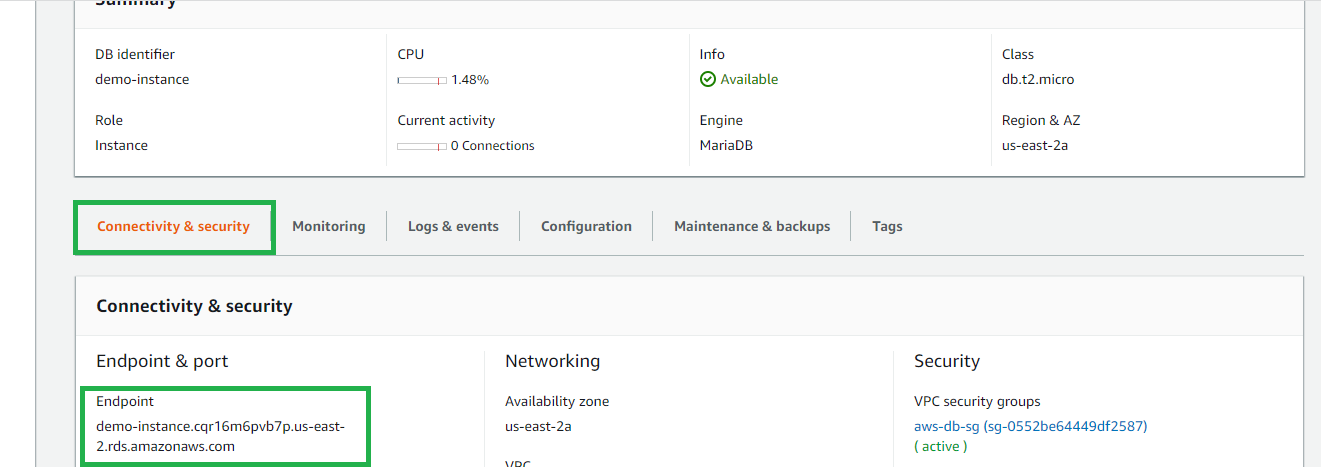 Summary
DB identifier
demo-instance
CPU
1.48%
Info
Available
Class
db.t2.micro
Role
Instance
Current activity
0 Connections
Engine
MariaDB
Region & AZ
us-east-2a
Connectivity & security
Monitoring
Logs & events
Configuration
Maintenance & backups
Tags
Connectivity & security
Endpoint & port
Endpoint
demo-instance.cqr16m6pvb7p.us-east-
2.rds.amazonaws.com
Networking
Availability zone
us-east-2a
VPC
Security
VPC security groups
aws-db-sg (sg-0552be64449df2587)
( active )